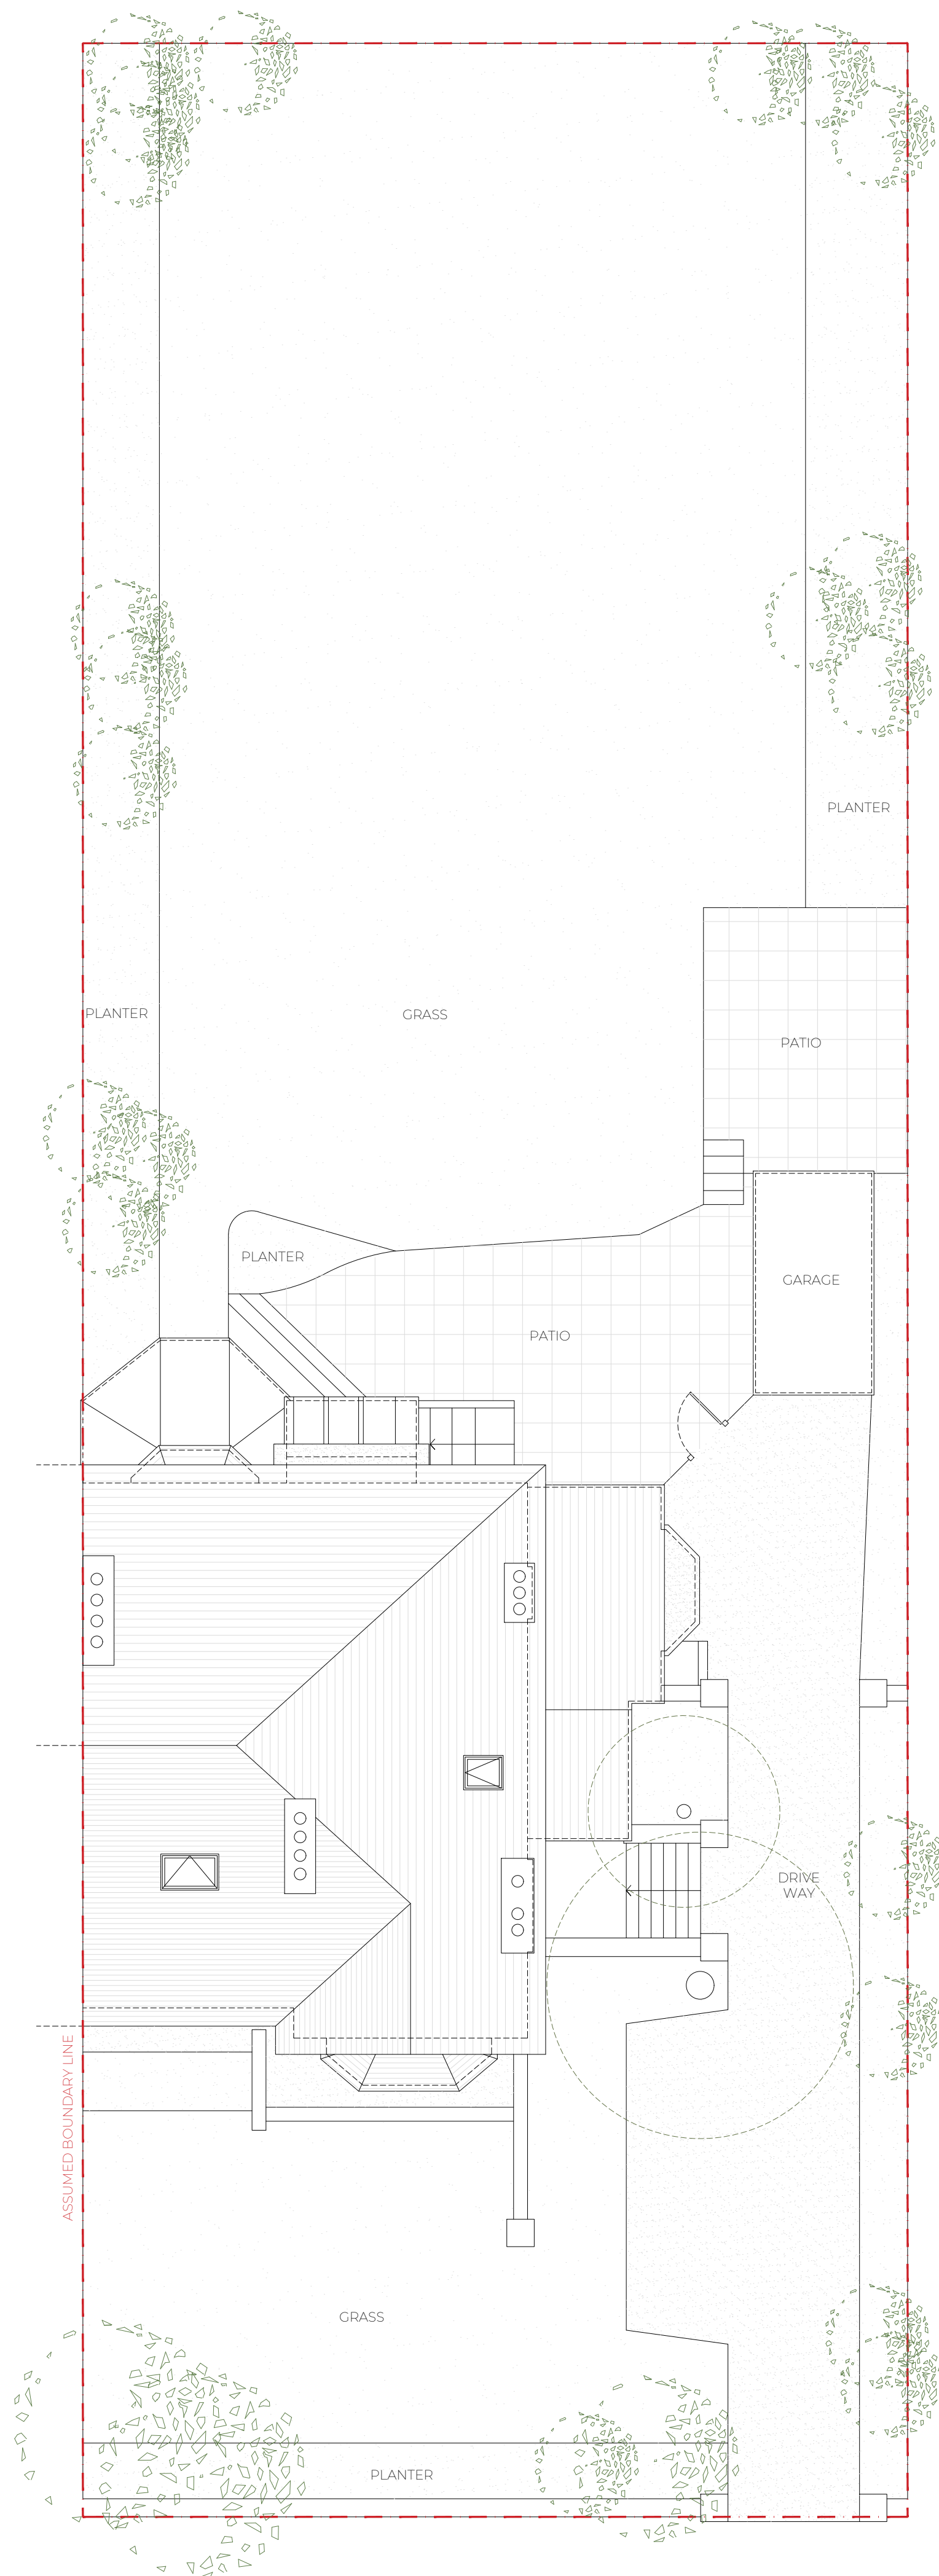 PLANTER
PLANTER
GRASS
PATIO
PLANTER
GARAGE
PATIO
DRIVE
WAY
ASSUMED BOUNDARY LINE
GRASS
PLANTER